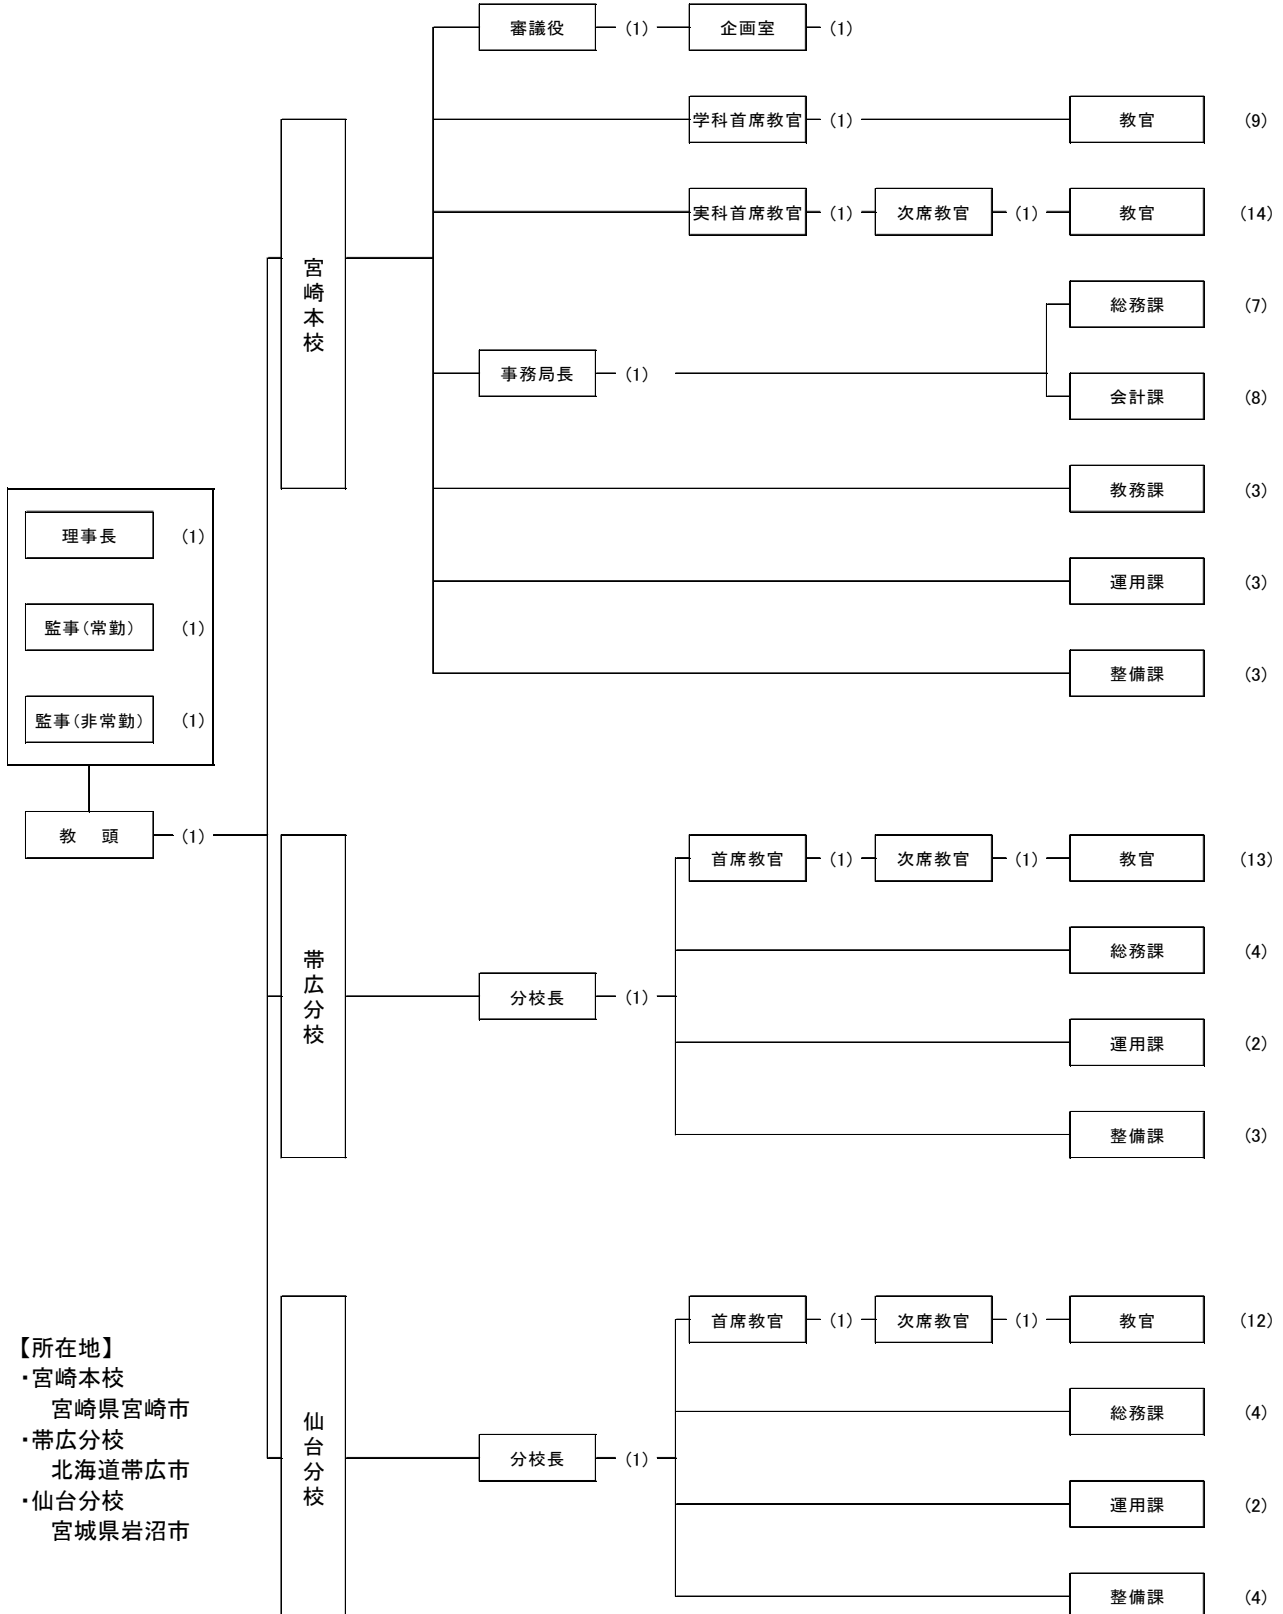 審議役 (1) 企画室 (1)
学科首席教官 (1) 教官 (9)
実科首席教官 (1) 次席教官 (1) 教官 (14)
宮崎本校
総務課 (7)
事務局長 (1)
会計課 (8)
教務課 (3)
運用課 (3)
整備課 (3)
理事長 (1)
監事(常勤) (1)
監事(非常勤) (1)
教 頭 (1)
帯広分校
首席教官 (1) 次席教官 (1) 教官 (13)
総務課 (4)
分校長 (1)
運用課 (2)
整備課 (3)
仙台分校
首席教官 (1) 次席教官 (1) 教官 (12)
総務課 (4)
分校長 (1)
運用課 (2)
整備課 (4)
【所在地】
・宮崎本校
宮崎県宮崎市
・帯広分校
北海道帯広市
・仙台分校
宮城県岩沼市